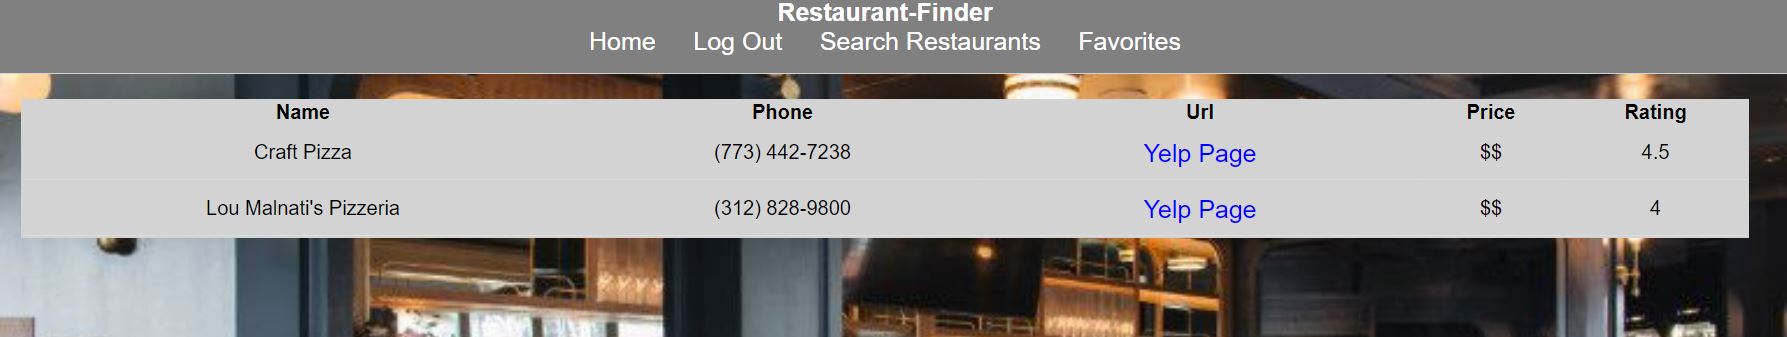 Restaurant-Finder
Home Log Out Search Restaurants Favorites
Name Phone Url Price Rating
Craft Pizza (773) 442-7238 Yelp Page $$ 4.5
Lou Malnati's Pizzeria (312) 828-9800 Yelp Page $$ 4